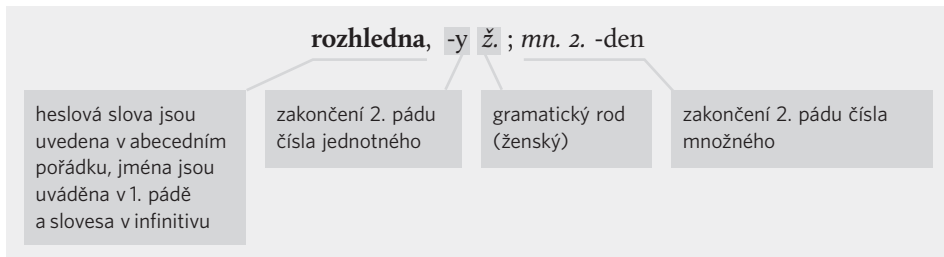 rozhledna, -y ž. ; mn. 2. -den
heslová slova jsou
uvedena v abecedním
pořádku, jména jsou
uváděna v 1. pádě
a slovesa v infinitivu
zakončení 2. pádu
čísla jednotného
gramatický rod
(ženský)
zakončení 2. pádu čísla
množného